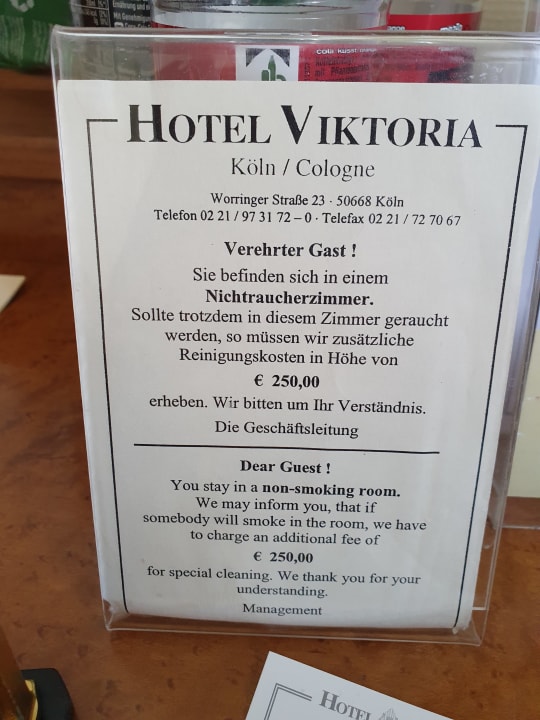 HOTEL VIKTORIA
Köln / Cologne
Worringer Straße 23 · 50668 Köln
Telefon 02 21 / 97 31 72 – 0 · Telefax 02 21 / 72 70 67
Verehrter Gast !
Sie befinden sich in einem
Nichtraucherzimmer.
Sollte trotzdem in diesem Zimmer geraucht
werden, so müssen wir zusätzliche
Reinigungskosten in Höhe von
€ 250,00
erheben. Wir bitten um Ihr Verständnis.
Die Geschäftsleitung
Dear Guest !
You stay in a non-smoking room.
We may inform you, that if
somebody will smoke in the room, we have
to charge an additional fee of
€ 250,00
for special cleaning. We thank you for your
understanding.
Management
HOTEL